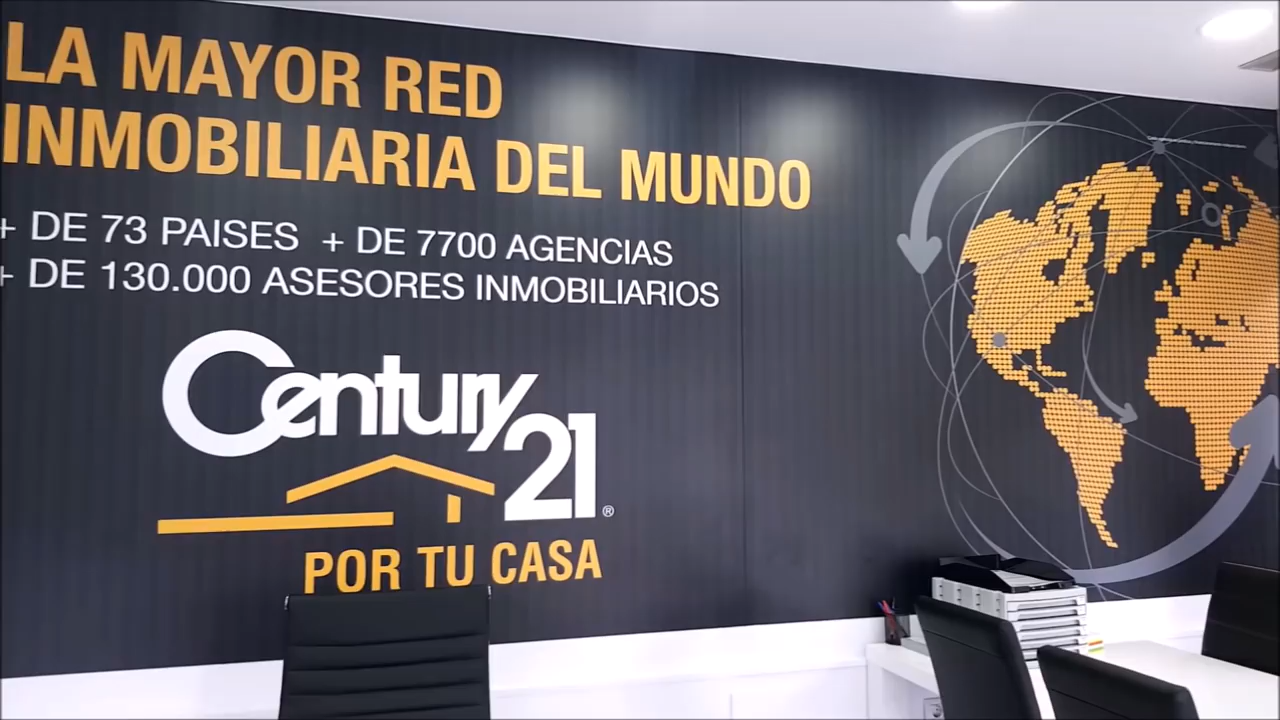 LA MAYOR RED
INMOBILIARIA DEL MUNDO
+ DE 73 PAISES + DE 7700 AGENCIAS
+ DE 130.000 ASESORES INMOBILIARIOS
Century
21®
POR TU CASA